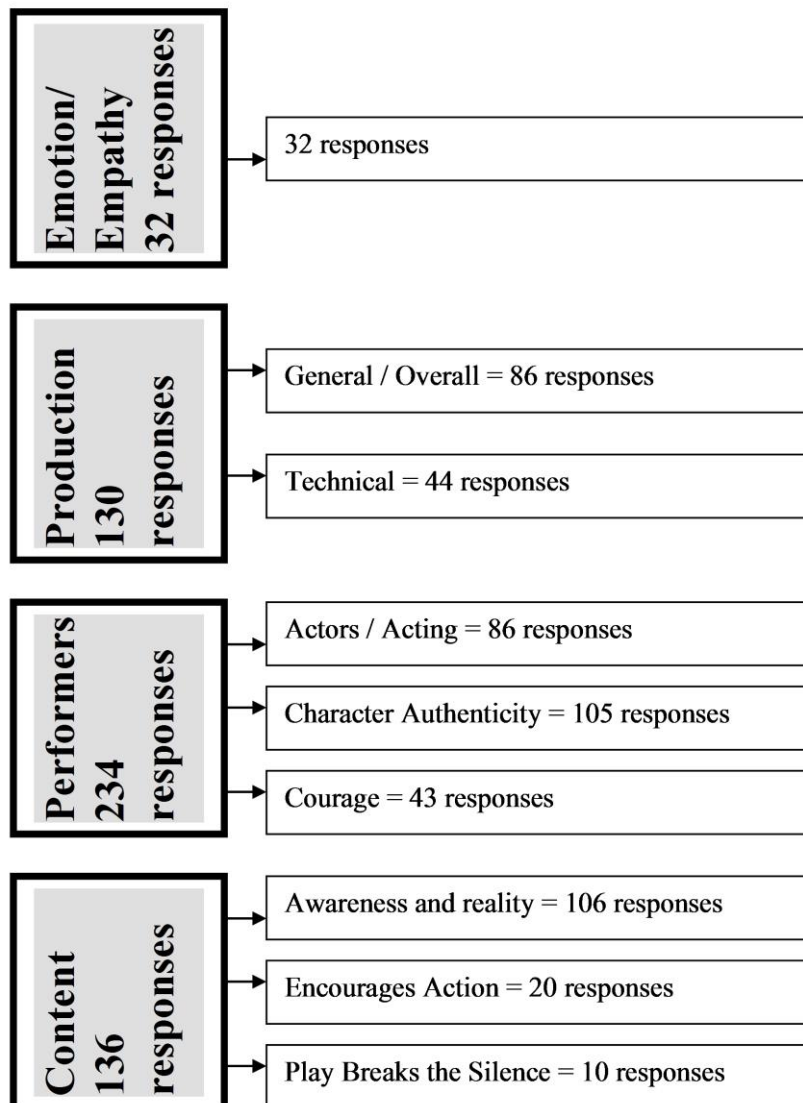 Emotion/
Empathy
32 responses
32 responses
Production
130
responses
General / Overall = 86 responses
Technical = 44 responses
Performers
234
responses
Actors / Acting = 86 responses
Character Authenticity = 105 responses
Courage = 43 responses
Content
136
responses
Awareness and reality = 106 responses
Encourages Action = 20 responses
Play Breaks the Silence = 10 responses